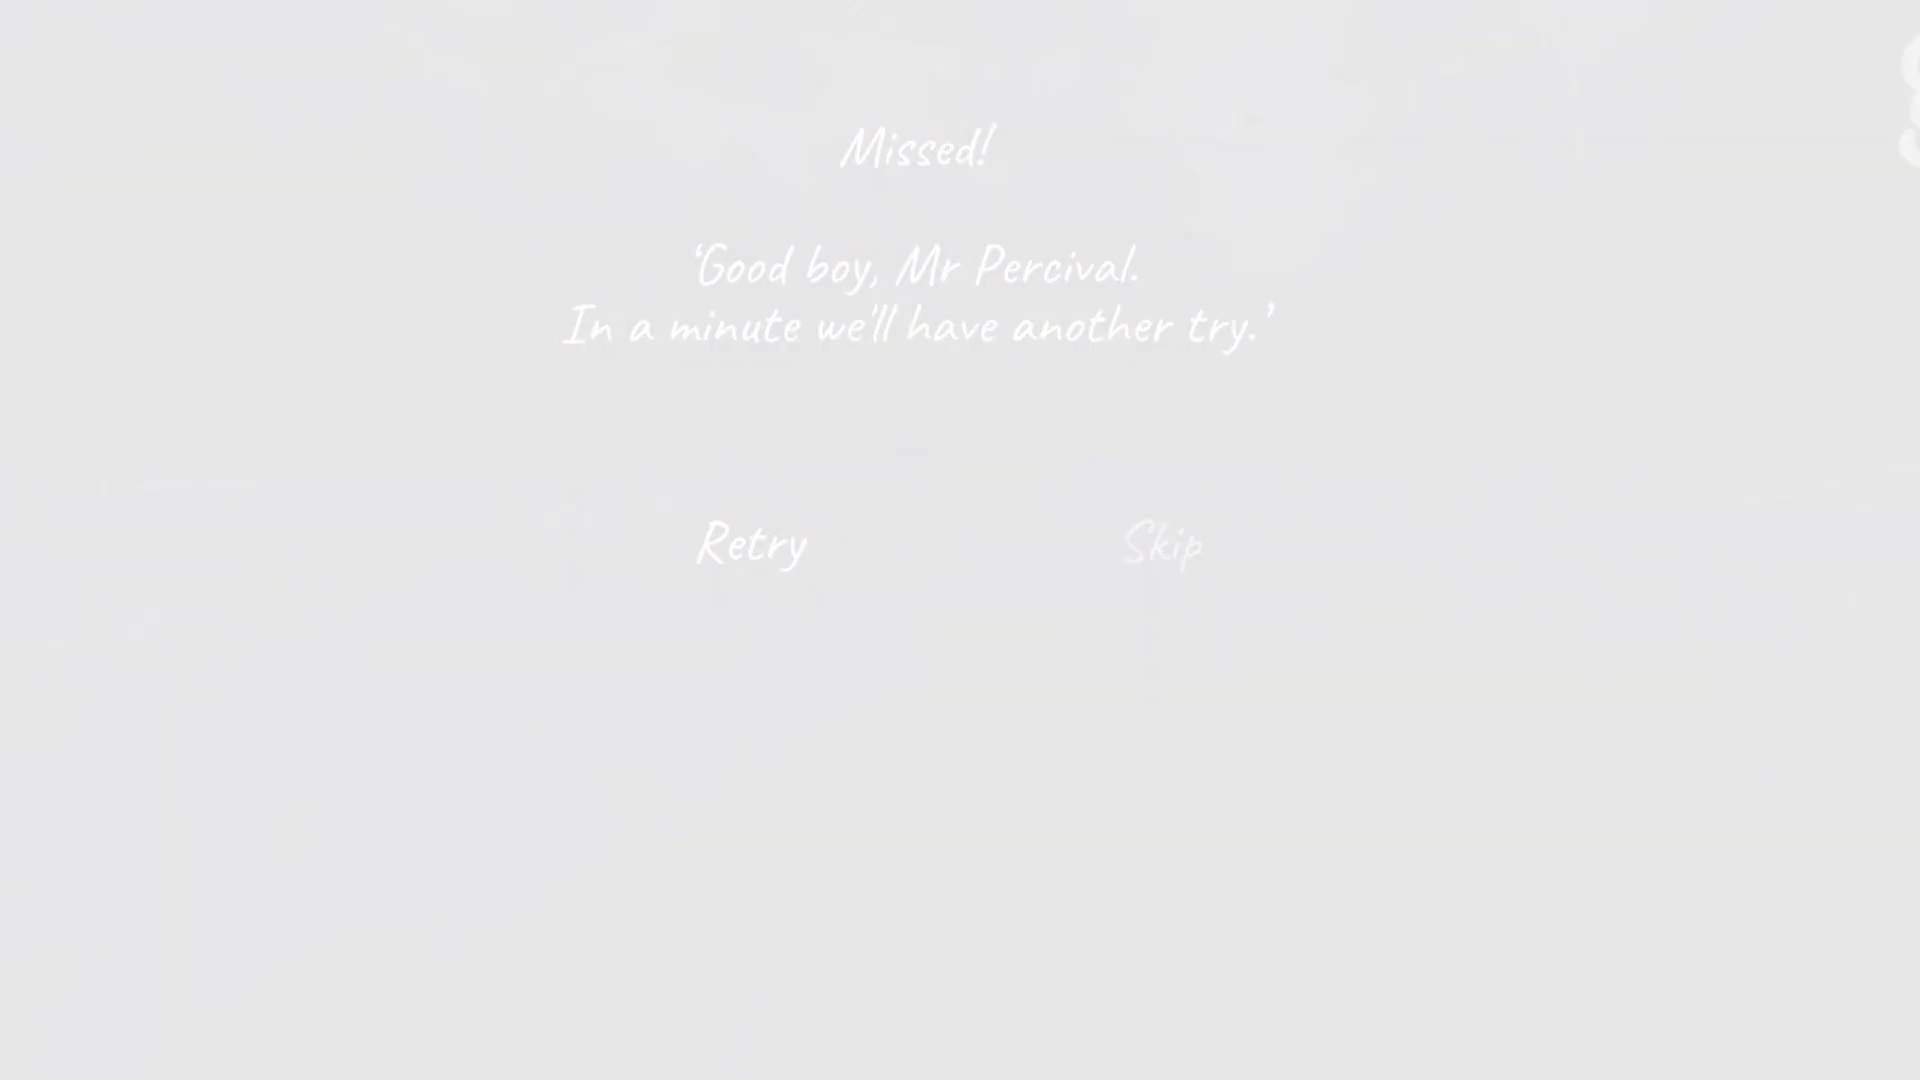 Missed!
‘Good boy, Mr Percival.
In a minute we'll have another try.’
Retry
Skip